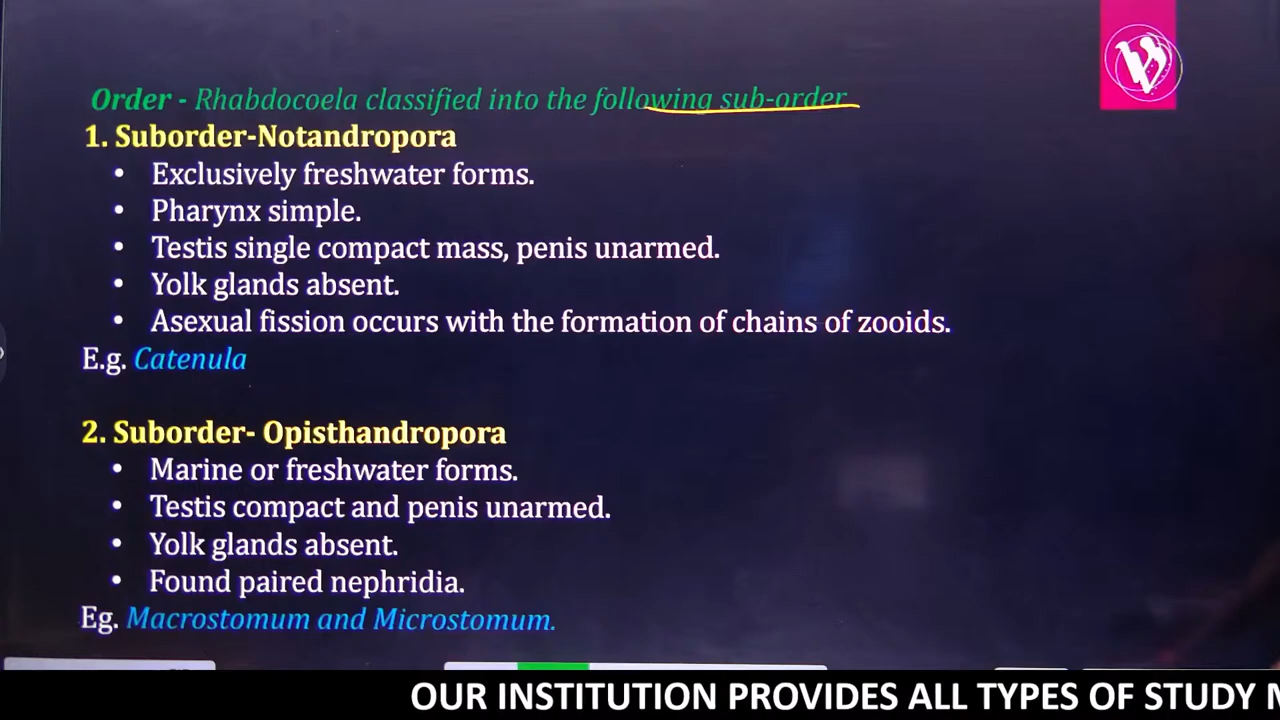 Order - Rhabdocoela classified into the following sub-order
1. Suborder-Notandropora
• Exclusively freshwater forms.
• Pharynx simple.
• Testis single compact mass, penis unarmed.
• Yolk glands absent.
• Asexual fission occurs with the formation of chains of zooids.
E.g. Catenula
2. Suborder- Opisthandropora
• Marine or freshwater forms.
• Testis compact and penis unarmed.
• Yolk glands absent.
• Found paired nephridia.
Eg. Macrostomum and Microstomum.
OUR INSTITUTION PROVIDES ALL TYPES OF STUDY